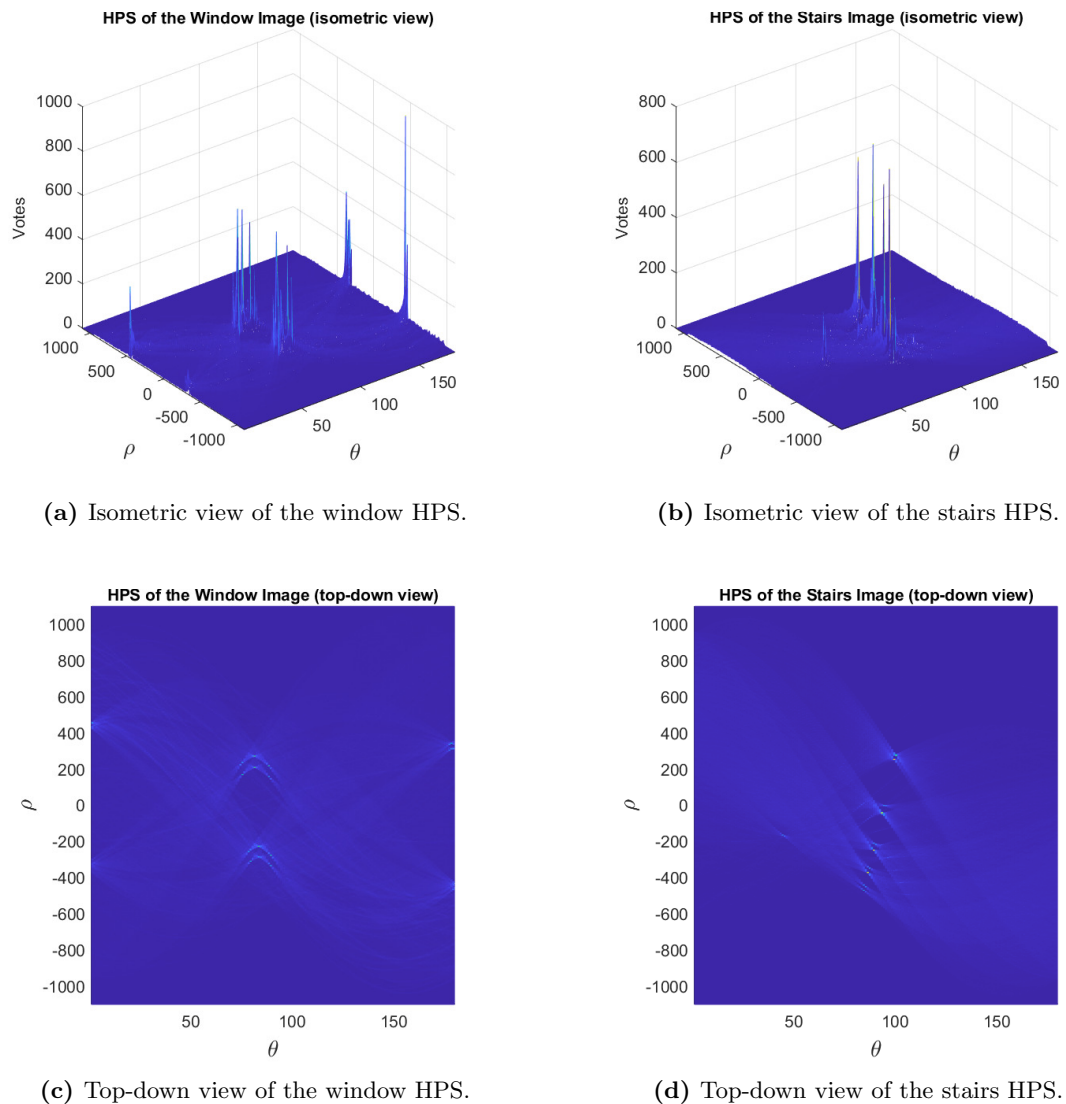 HPS of the Window Image (isometric view)
1000
800
600
400
200
0
Votes
1000
500
0
-500
-1000
ρ
50
100
150
θ
(a) Isometric view of the window HPS.
HPS of the Stairs Image (isometric view)
800
600
400
200
0
Votes
1000
500
0
-500
-1000
ρ
50
100
150
θ
(b) Isometric view of the stairs HPS.
HPS of the Window Image (top-down view)
1000
800
600
400
200
0
-200
-400
-600
-800
-1000
ρ
50 100 150
θ
(c) Top-down view of the window HPS.
HPS of the Stairs Image (top-down view)
1000
800
600
400
200
0
-200
-400
-600
-800
-1000
ρ
50 100 150
θ
(d) Top-down view of the stairs HPS.